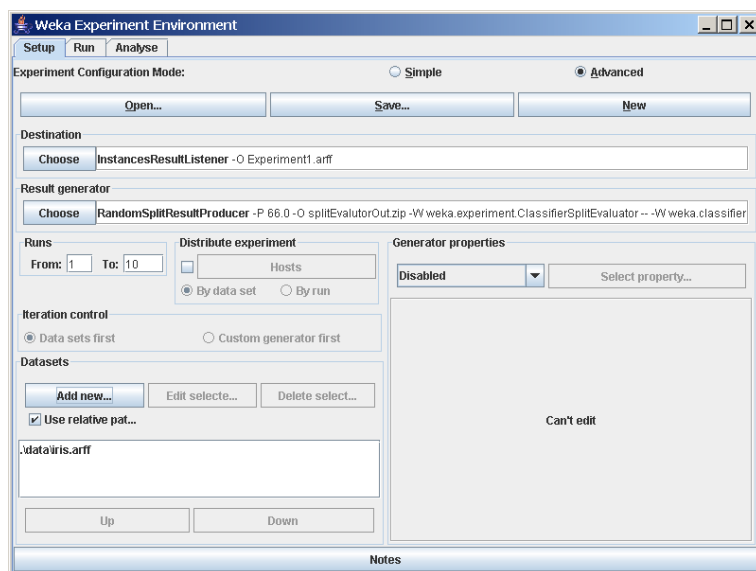 Weka Experiment Environment
Setup Run Analyse
Experiment Configuration Mode: Simple Advanced
Open... Save... New
Destination
Choose InstancesResultListener -O Experiment1.arff
Result generator
Choose RandomSplitResultProducer -P 66.0 -O splitEvalutorOut.zip -W weka.experiment.ClassifierSplitEvaluator -- -W weka.classifier
Runs
From: 1 To: 10
Distribute experiment
Hosts
By data set By run
Generator properties
Disabled Select property...
Iteration control
Data sets first Custom generator first
Datasets
Add new... Edit selecte... Delete select...
Use relative pat...
.\data\iris.arff
Can't edit
Up Down
Notes